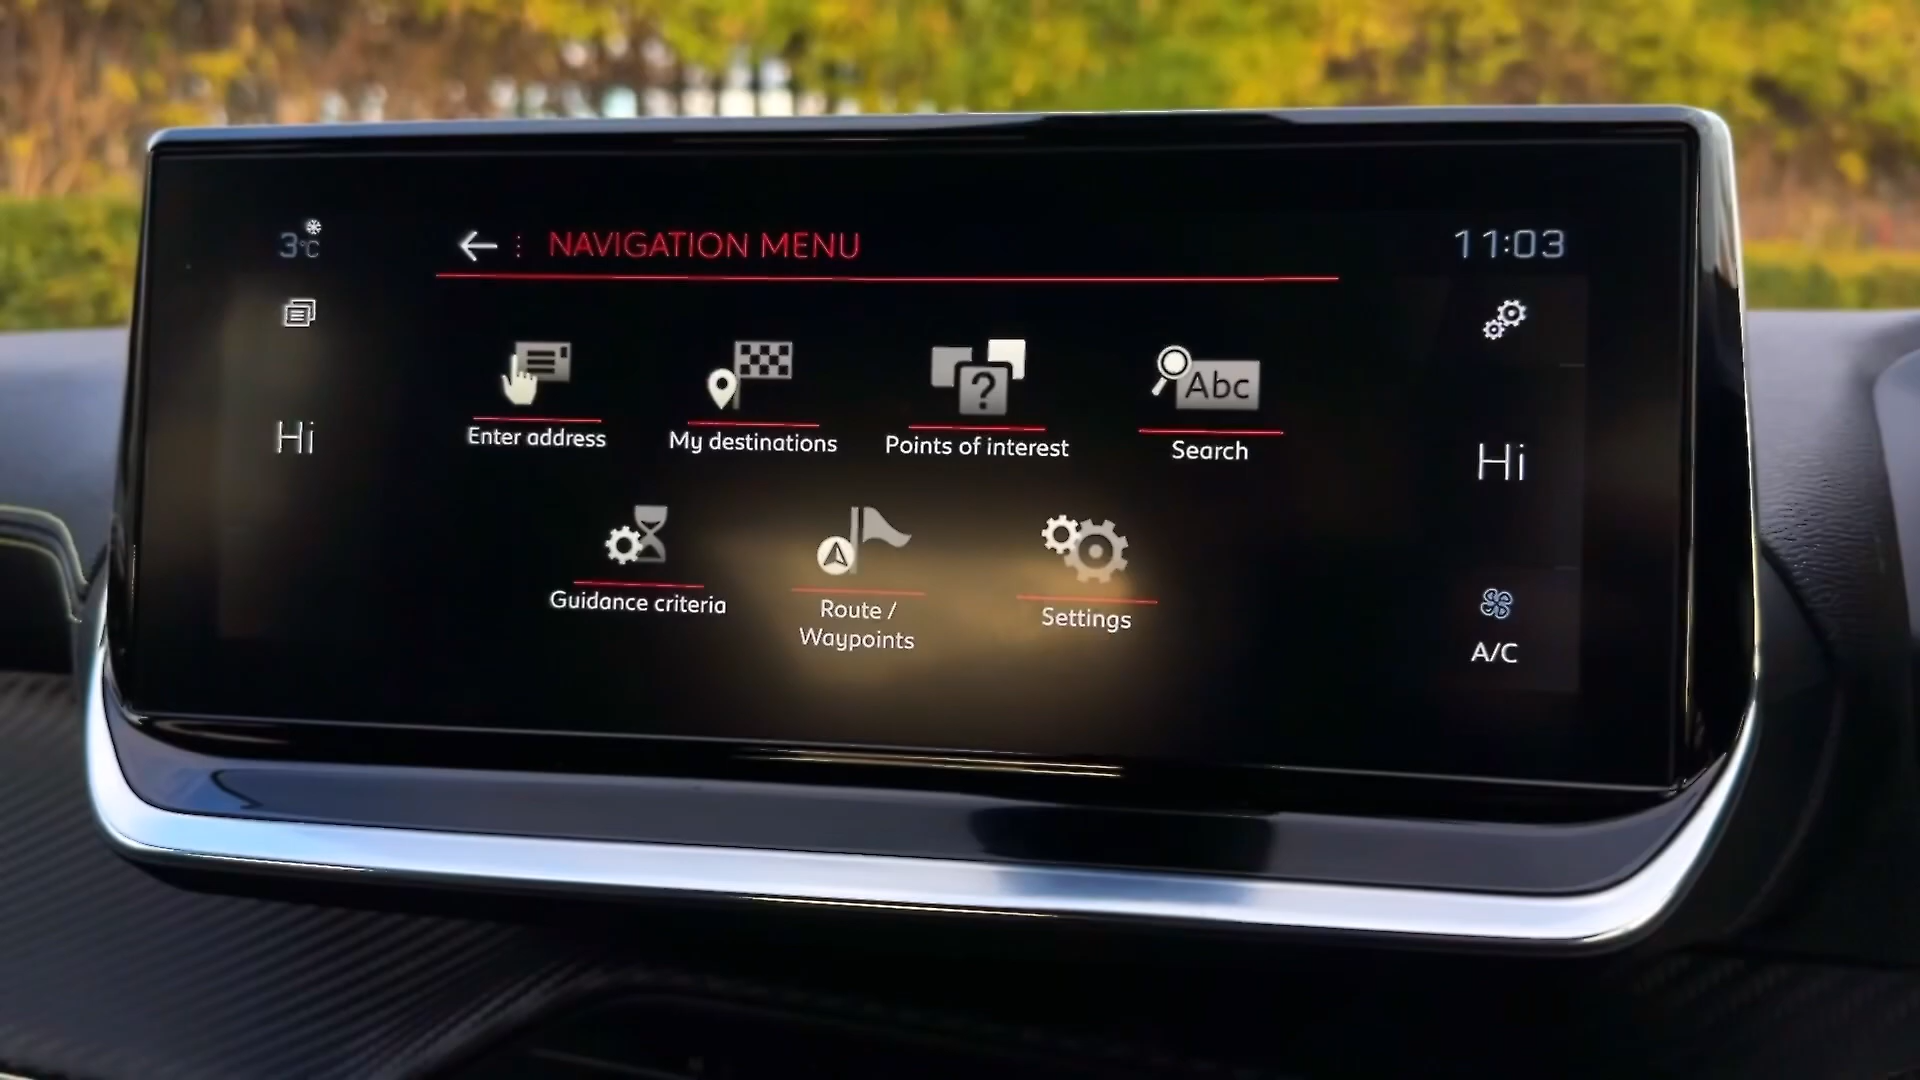 3°C
NAVIGATION MENU
11:03
Hi
Abc
Enter address
My destinations
?
Points of interest
Search
Hi
Guidance criteria
Route /
Waypoints
Settings
A/C